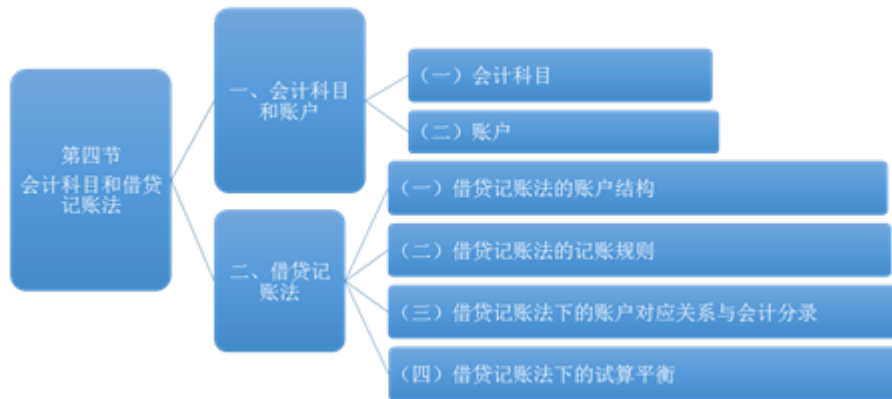 第四节
会计科目和借贷
记账法
一、会计科目
和账户
（一）会计科目
（二）账户
二、借贷记
账法
（一）借贷记账法的账户结构
（二）借贷记账法的记账规则
（三）借贷记账法下的账户对应关系与会计分录
（四）借贷记账法下的试算平衡